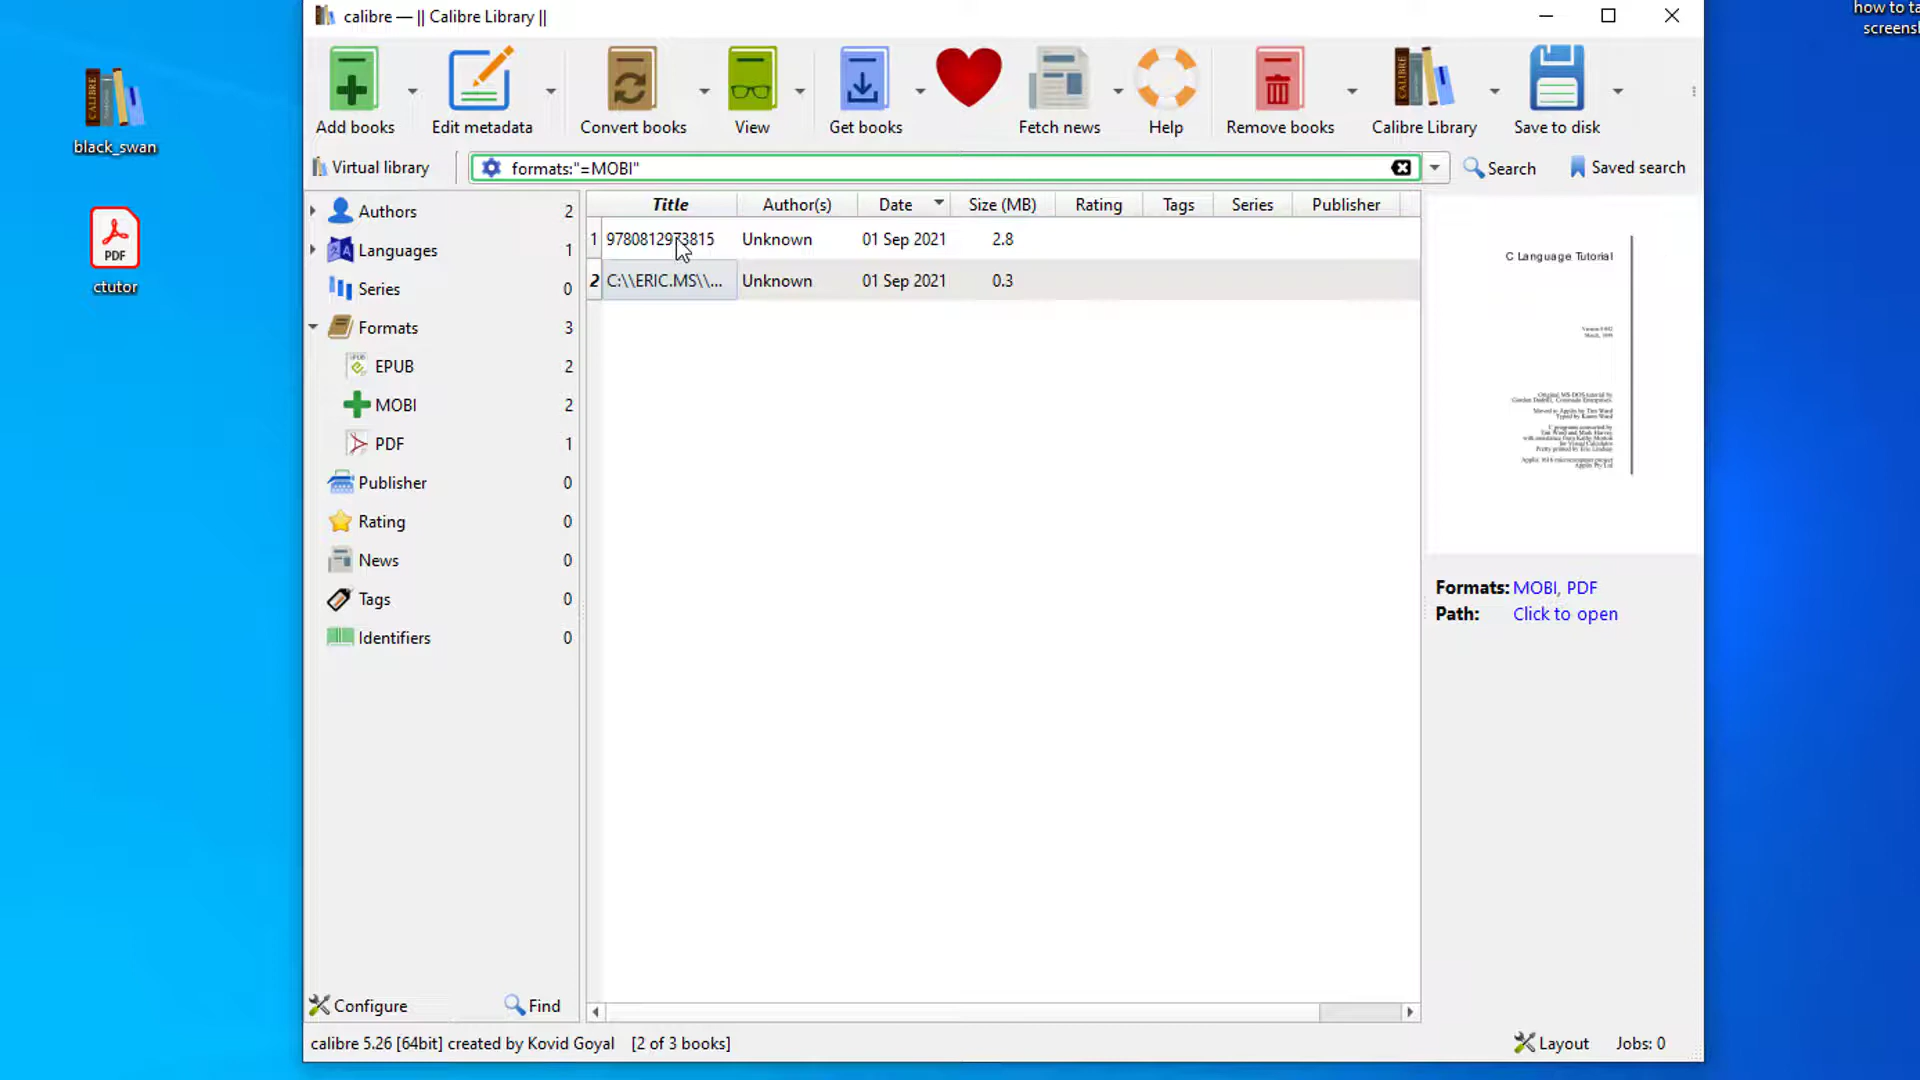 how to ta
screensl
black_swan
PDF
ctutor
calibre — || Calibre Library ||
Add books
Edit metadata
Convert books
View
Get books
Fetch news
Help
Remove books
Calibre Library
Save to disk
Virtual library
formats:"=MOBI"
Search
Saved search
Authors 2
Languages 1
Series 0
Formats 3
EPUB 2
MOBI 2
PDF 1
Publisher 0
Rating 0
News 0
Tags 0
Identifiers 0
Configure
Find
Title Author(s) Date Size (MB) Rating Tags Series Publisher
1 9780812973815 Unknown 01 Sep 2021 2.8
2 C:\\ERIC.MS\\... Unknown 01 Sep 2021 0.3
C Language Tutorial
Formats: MOBI, PDF
Path: Click to open
calibre 5.26 [64bit] created by Kovid Goyal [2 of 3 books]
Layout
Jobs: 0